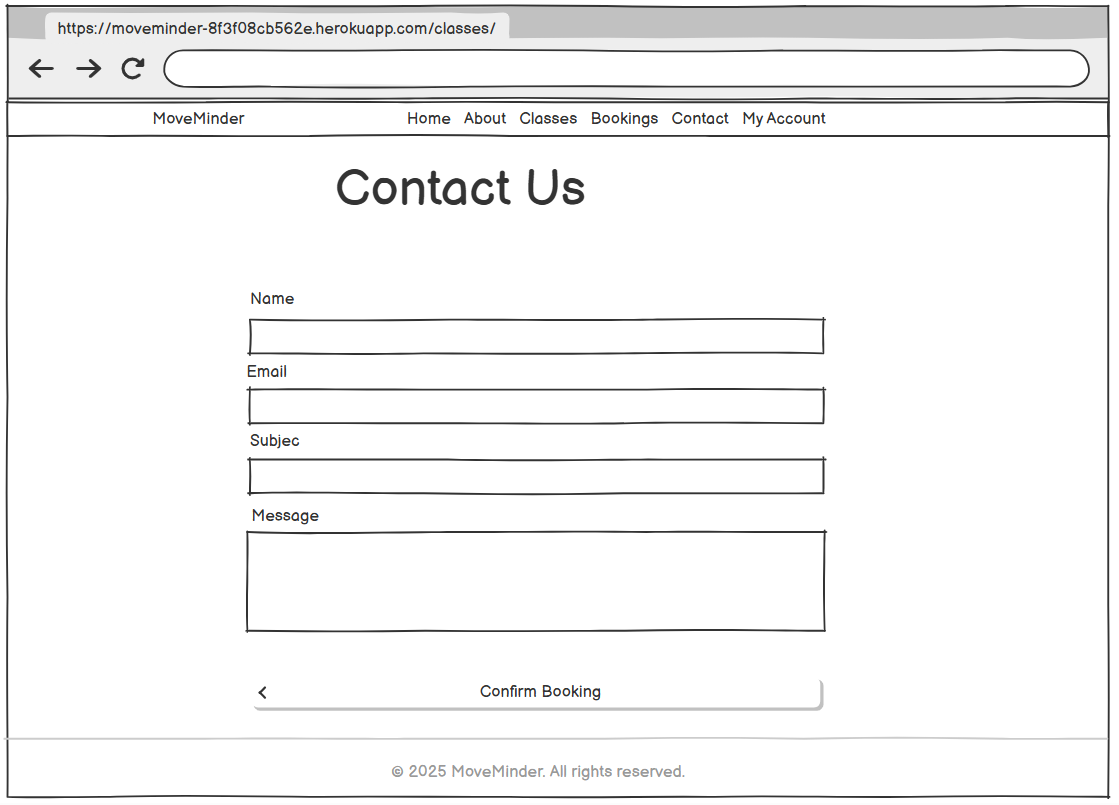 https://moveminder-8f3f08cb562e.herokuapp.com/classes/
MoveMinder Home About Classes Bookings Contact My Account
Contact Us
Name
Email
Subjec
Message
Confirm Booking
© 2025 MoveMinder. All rights reserved.